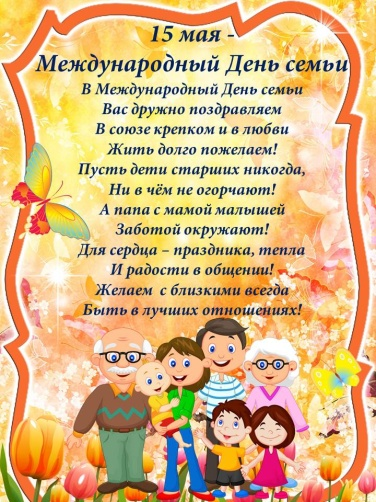 15 мая -
Международный День семьи
В Международный День семьи
Вас дружно поздравляем
В союзе крепком и в любви
Жить долго пожелаем!
Пусть дети старших никогда,
Ни в чём не огорчают!
А папа с мамой малышей
Заботой окружают!
Для сердца – праздника, тепла
И радости в общении!
Желаем с близкими всегда
Быть в лучших отношениях!